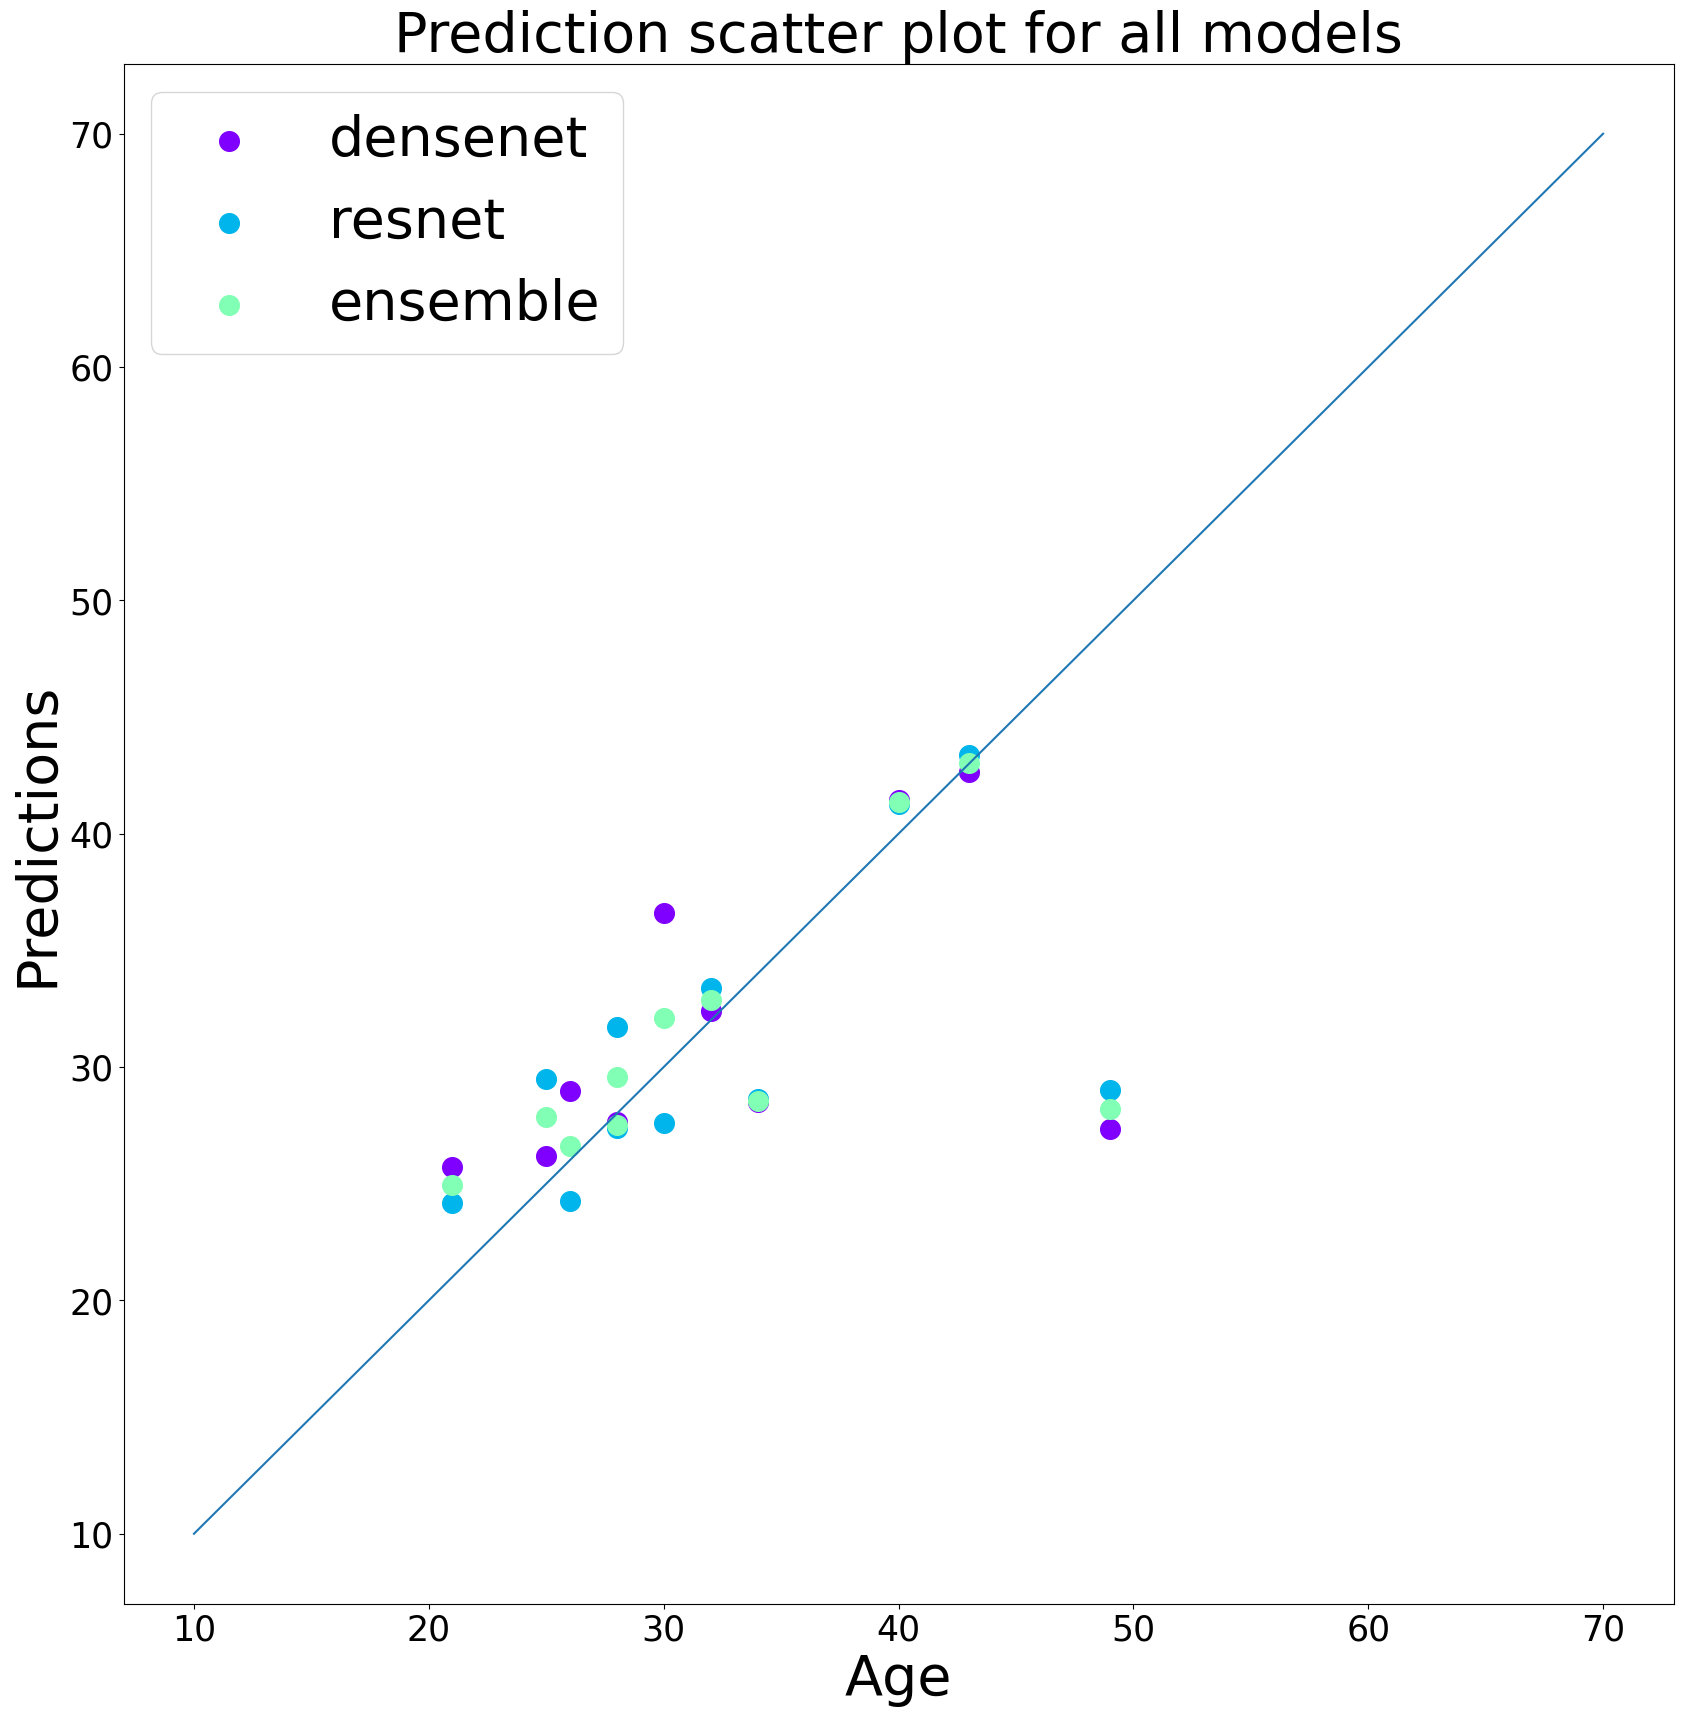 Prediction scatter plot for all models
densenet
resnet
ensemble
70
60
50
40
30
20
10
Predictions
10 20 30 40 50 60 70
Age